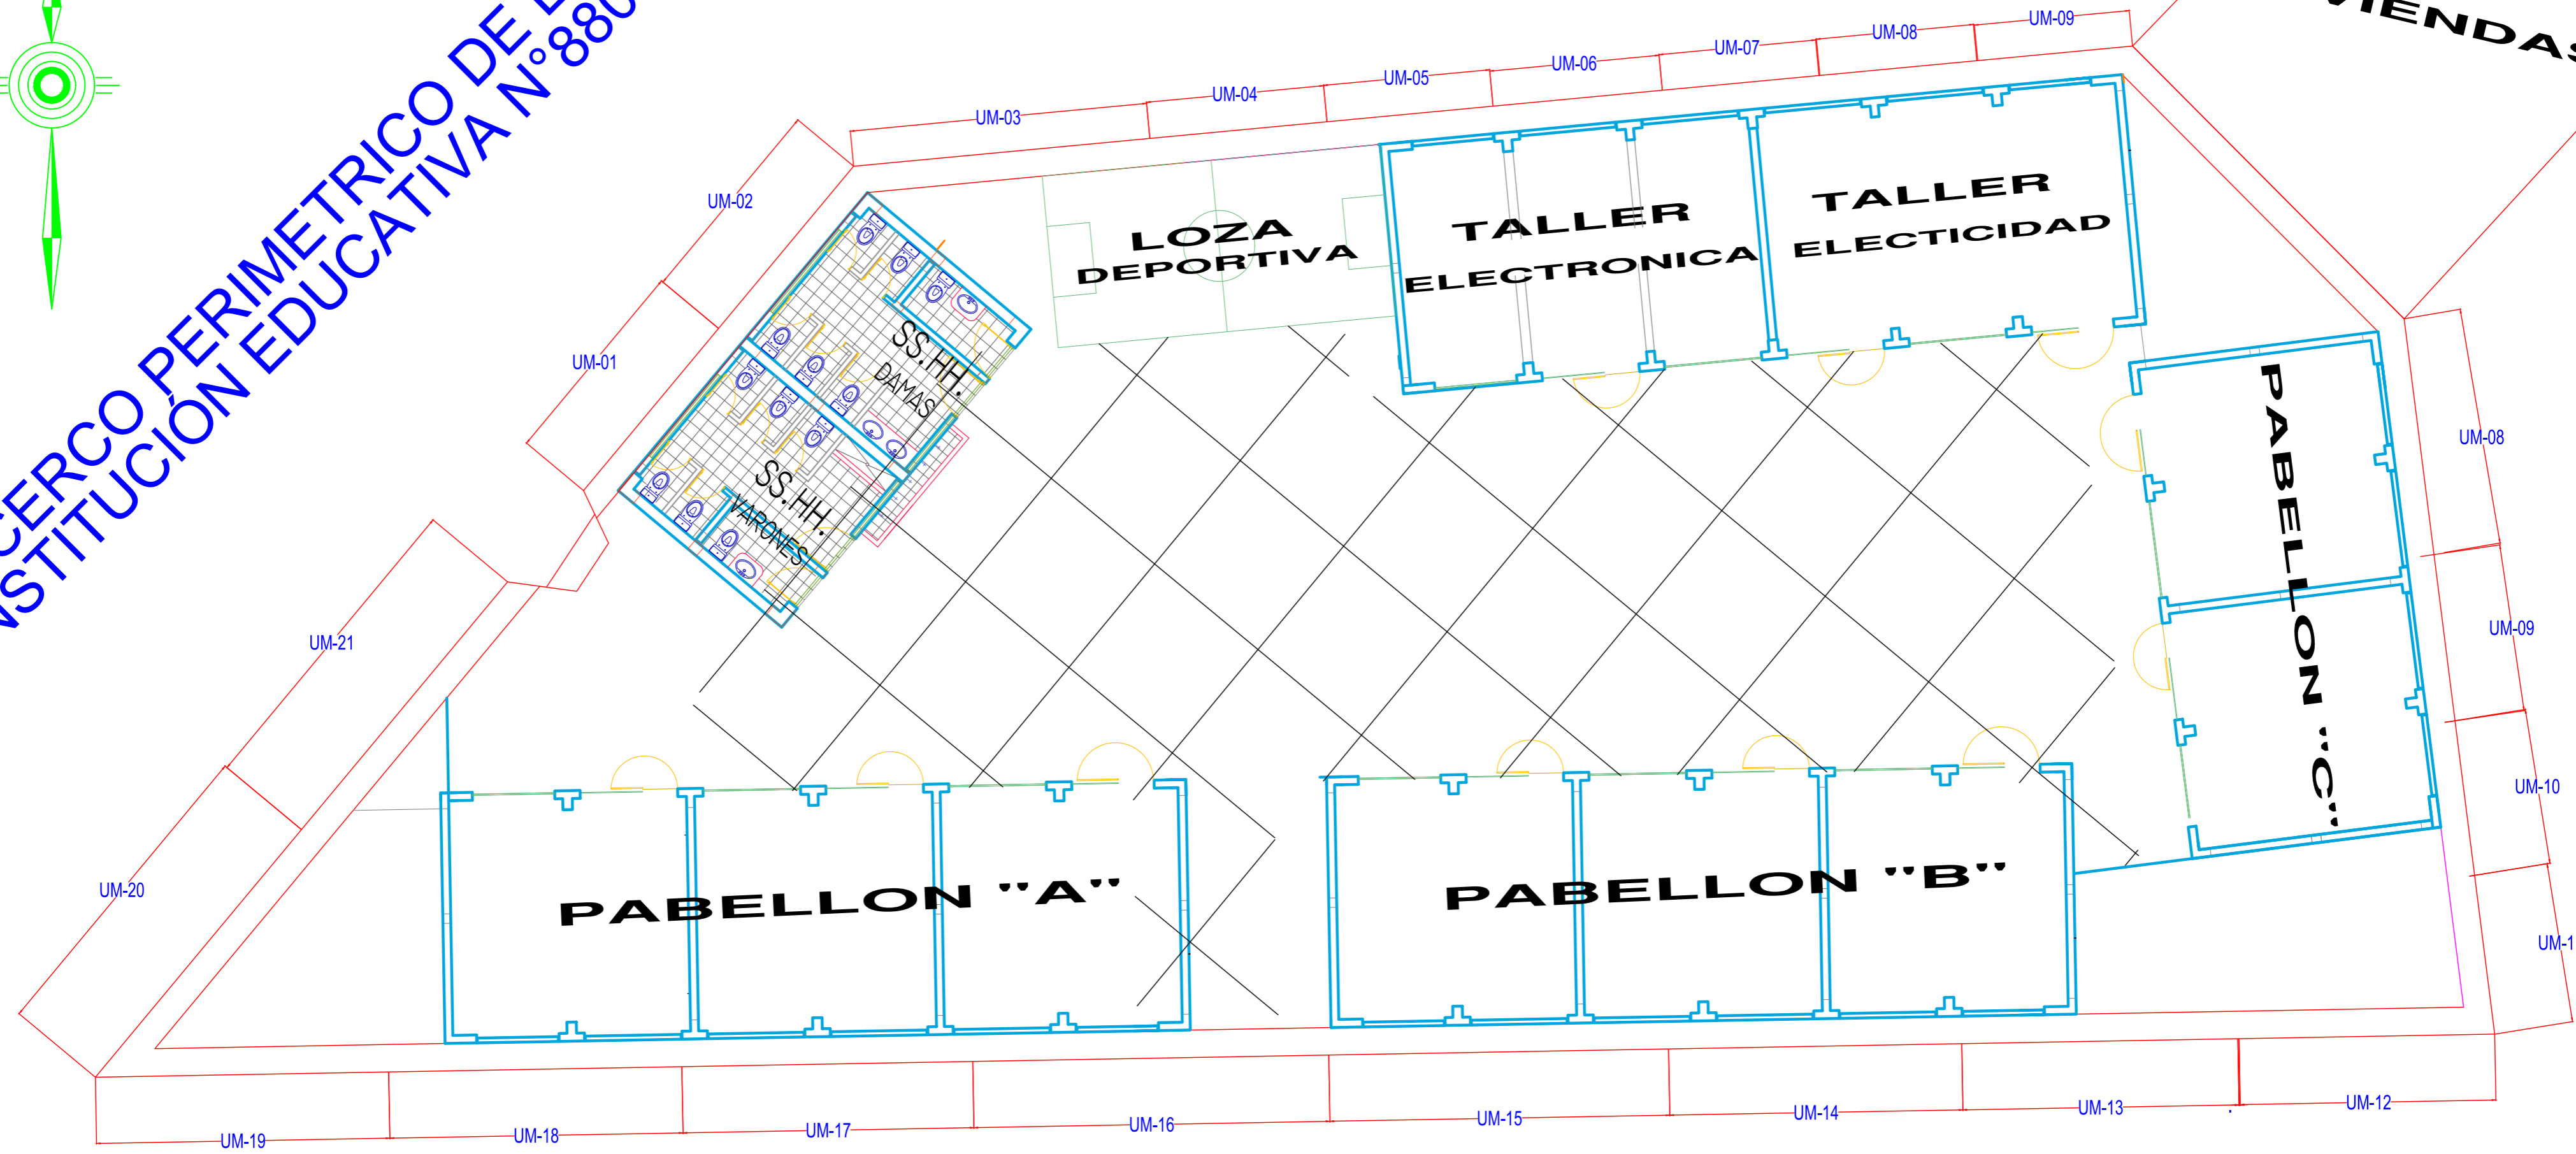 CERCO PERIMETRICO DE
INSTITUCIÓN EDUCATIVA N°880
UM-09
UM-08
UM-07
UM-06
UM-05
UM-04
UM-03
UM-02
UM-01
LOZA
DEPORTIVA
TALLER
ELECTRONICA
TALLER
ELECTICIDAD
SS. HH.
DAMAS
SS. HH.
VARONES
PABELLON "C"
UM-08
UM-09
UM-10
UM-21
UM-20
PABELLON "A"
PABELLON "B"
UM-19
UM-18
UM-17
UM-16
UM-15
UM-14
UM-13
UM-12